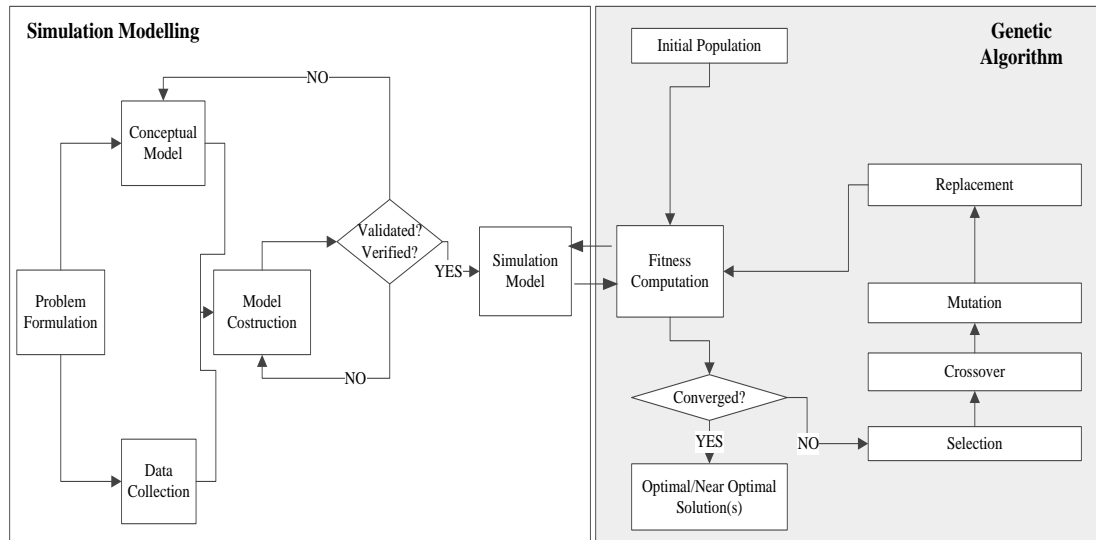 Simulation Modelling
NO
Conceptual
Model
Validated?
Verified?
YES
Simulation
Model
Problem
Formulation
Model
Costruction
NO
Data
Collection
Genetic
Algorithm
Initial Population
Replacement
Fitness
Computation
Mutation
Crossover
Converged?
YES
NO
Selection
Optimal/Near Optimal
Solution(s)